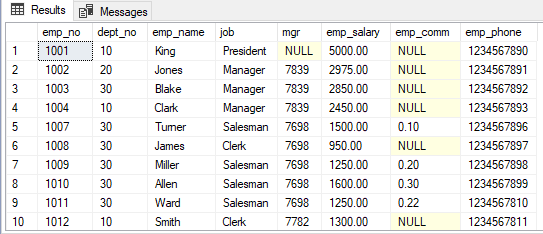 Results Messages
emp_no dept_no emp_name job mgr emp_salary emp_comm emp_phone
1 1001 10 King President NULL 5000.00 NULL 1234567890
2 1002 20 Jones Manager 7839 2975.00 NULL 1234567891
3 1003 30 Blake Manager 7839 2850.00 NULL 1234567892
4 1004 10 Clark Manager 7839 2450.00 NULL 1234567893
5 1007 30 Turner Salesman 7698 1500.00 0.10 1234567896
6 1008 30 James Clerk 7698 950.00 NULL 1234567897
7 1009 30 Miller Salesman 7698 1250.00 0.20 1234567898
8 1010 30 Allen Salesman 7698 1600.00 0.30 1234567899
9 1011 30 Ward Salesman 7698 1250.00 0.22 1234567810
10 1012 10 Smith Clerk 7782 1300.00 NULL 1234567811